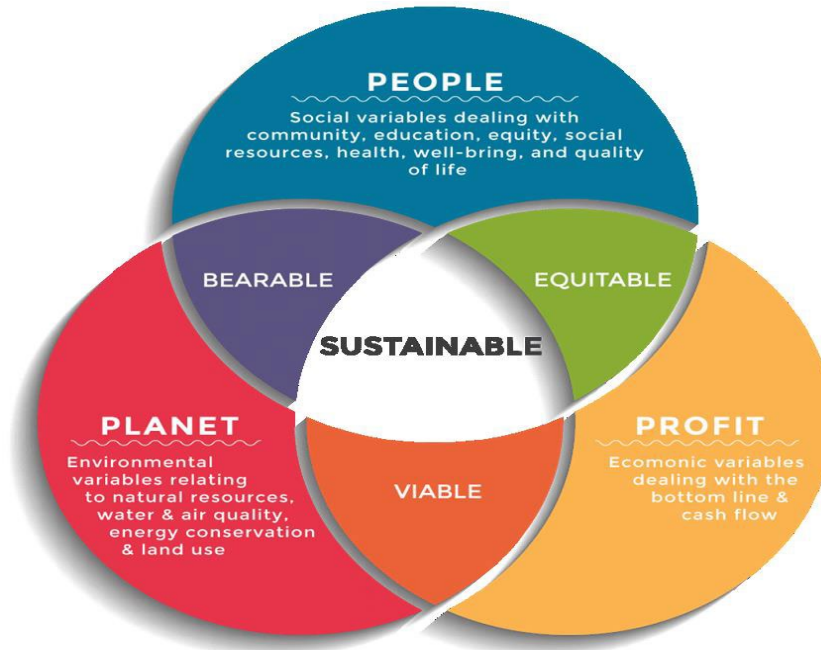 PEOPLE
Social variables dealing with
community, education, equity, social
resources, health, well-bring, and quality
of life
BEARABLE
EQUITABLE
SUSTAINABLE
PLANET
Environmental
variables relating
to natural resources,
water & air quality,
energy conservation
& land use
PROFIT
Ecomonic variables
dealing with the
bottom line &
cash flow
VIABLE